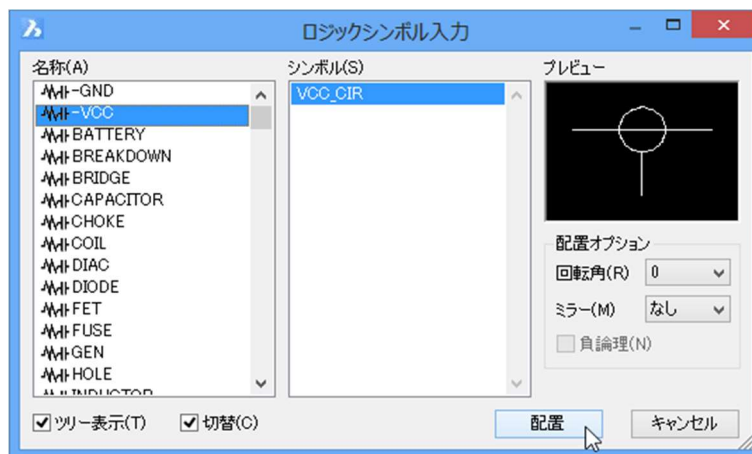 ロジックシンボル入力
名称(A)
-GND
-VCC
BATTERY
BREAKDOWN
BRIDGE
CAPACITOR
CHOKE
COIL
DIAC
DIODE
FET
FUSE
GEN
HOLE
INDUCTOR
シンボル(S)
VCC_CIR
プレビュー
配置オプション
回転角(R) 0
ミラー(M) なし
負論理(N)
ツリー表示(T) 切替(C)
配置 キャンセル